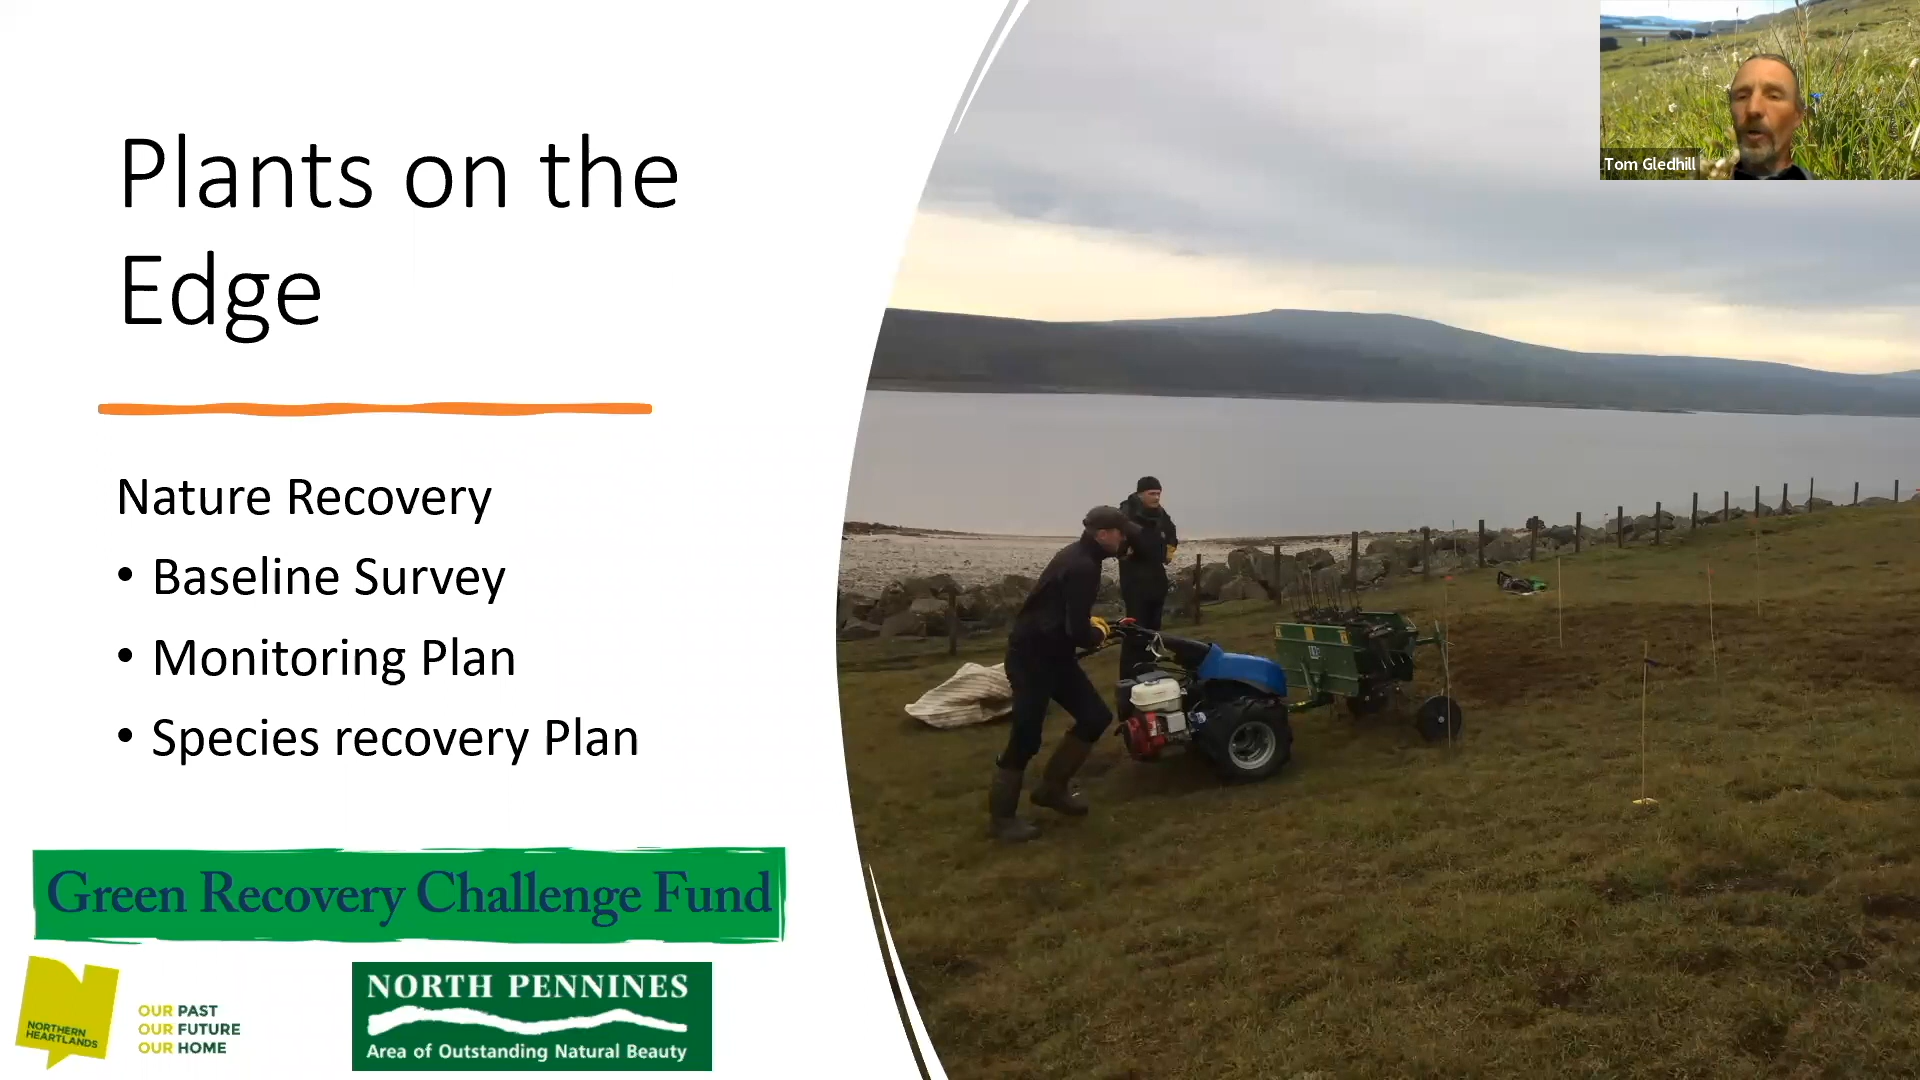 Plants on the
Edge
Nature Recovery
• Baseline Survey
• Monitoring Plan
• Species recovery Plan
Green Recovery Challenge Fund
NORTHERN
HEARTLANDS
OUR PAST
OUR FUTURE
OUR HOME
NORTH PENNINES
Area of Outstanding Natural Beauty
Tom Gledhill